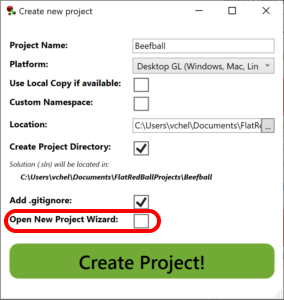 Create new project
Project Name: Beefball
Platform: Desktop GL (Windows, Mac, Lin
Use Local Copy if available:
Custom Namespace:
Location: C:\Users\vchel\Documents\FlatRe ...
Create Project Directory:
Solution (.sln) will be located in:
C:\Users\vchel\Documents\FlatRedBallProjects\Beefball
Add .gitignore:
Open New Project Wizard:
Create Project!